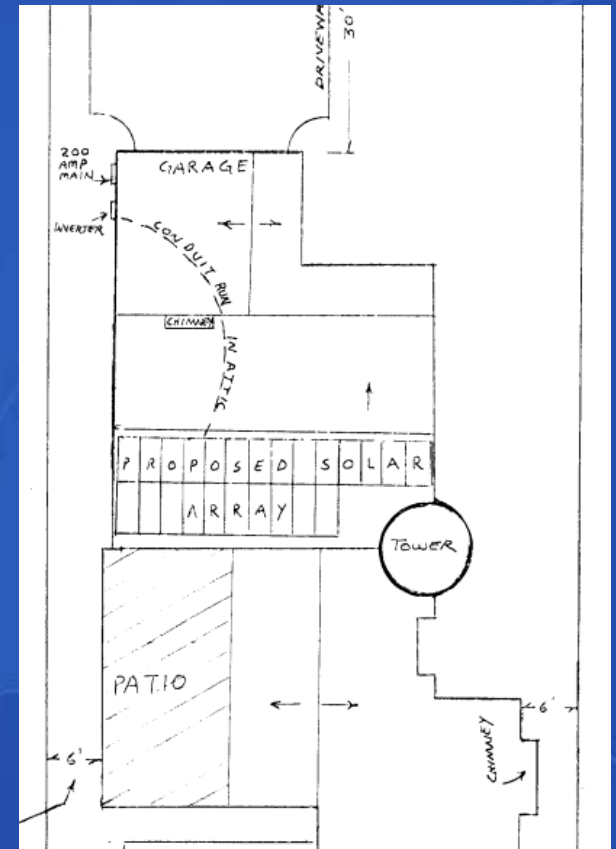 DRIVEWA
30'
200
AMP
MAIN
GARAGE
INVERTER
CONDUIT RUN
IN ATTIC
CHIMNEY
PROPOSED SOLAR
ARRAY
TOWER
PATIO
6'
CHIMNEY
6'